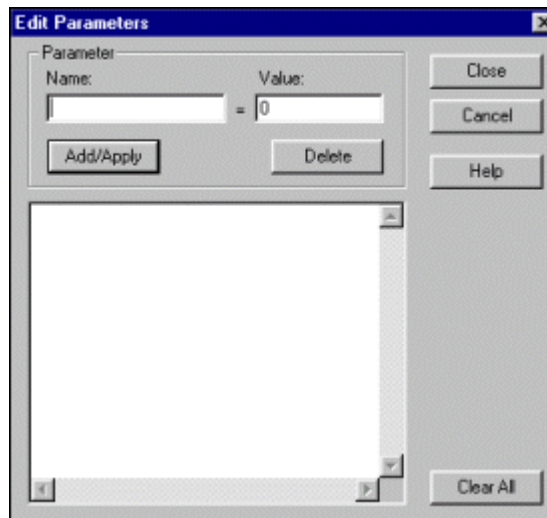 Edit Parameters
Parameter
Name: Value:
= 0
Add/Apply Delete
Close
Cancel
Help
Clear All